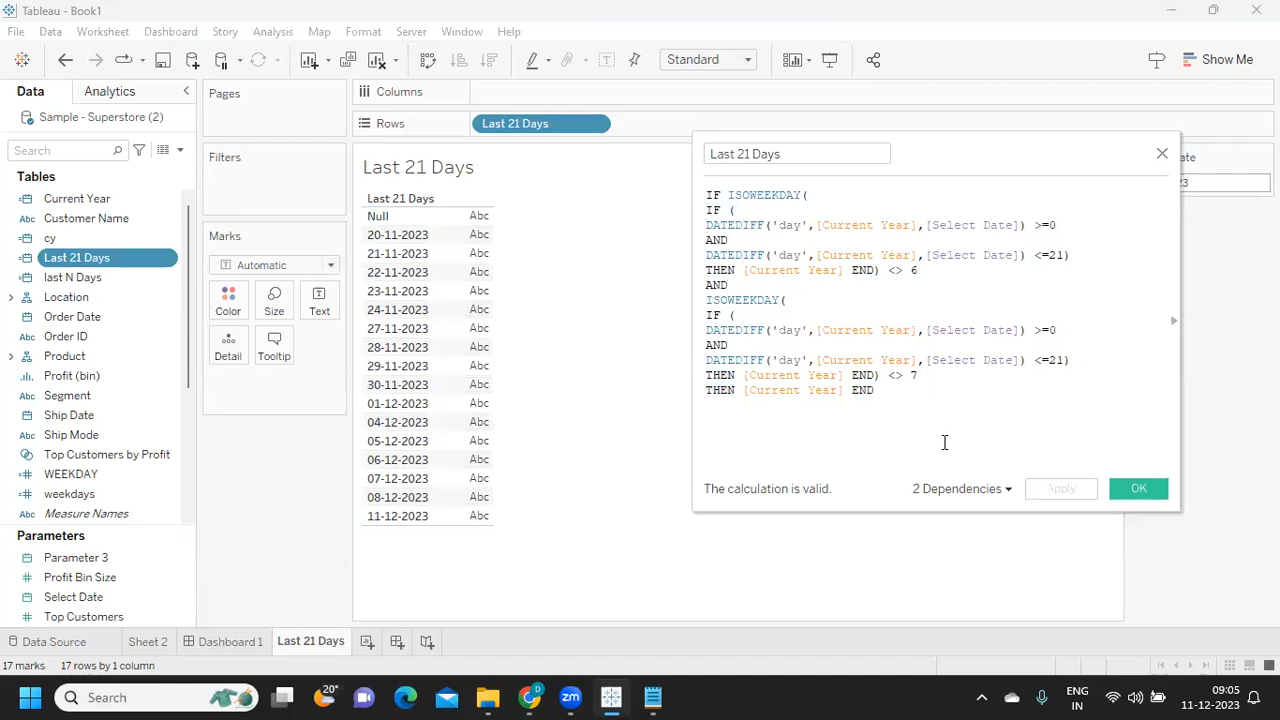 Tableau - Book1
File Data Worksheet Dashboard Story Analysis Map Format Server Window Help
Standard
Show Me
Data Analytics
Sample - Superstore (2)
Search
Tables
Current Year
Customer Name
cy
Last 21 Days
last N Days
Location
Order Date
Order ID
Product
Profit (bin)
Segment
Ship Date
Ship Mode
Top Customers by Profit
WEEKDAY
weekdays
Measure Names
Parameters
Parameter 3
Profit Bin Size
Select Date
Top Customers
Pages
Filters
Marks
Automatic
Color Size Text
Detail Tooltip
Columns
Rows Last 21 Days
Last 21 Days
Last 21 Days
Null Abc
20-11-2023 Abc
21-11-2023 Abc
22-11-2023 Abc
23-11-2023 Abc
24-11-2023 Abc
27-11-2023 Abc
28-11-2023 Abc
29-11-2023 Abc
30-11-2023 Abc
01-12-2023 Abc
04-12-2023 Abc
05-12-2023 Abc
06-12-2023 Abc
07-12-2023 Abc
08-12-2023 Abc
11-12-2023 Abc
Last 21 Days
IF ISOWEEKDAY(
IF (
DATEDIFF('day',[Current Year],[Select Date]) >=0
AND
DATEDIFF('day',[Current Year],[Select Date]) <=21)
THEN [Current Year] END) <> 6
AND
ISOWEEKDAY(
IF (
DATEDIFF('day',[Current Year],[Select Date]) >=0
AND
DATEDIFF('day',[Current Year],[Select Date]) <=21)
THEN [Current Year] END) <> 7
THEN [Current Year] END
The calculation is valid. 2 Dependencies Apply OK
Data Source Sheet 2 Dashboard 1 Last 21 Days
17 marks 17 rows by 1 column
Search
20°
ENG
IN
09:05
11-12-2023